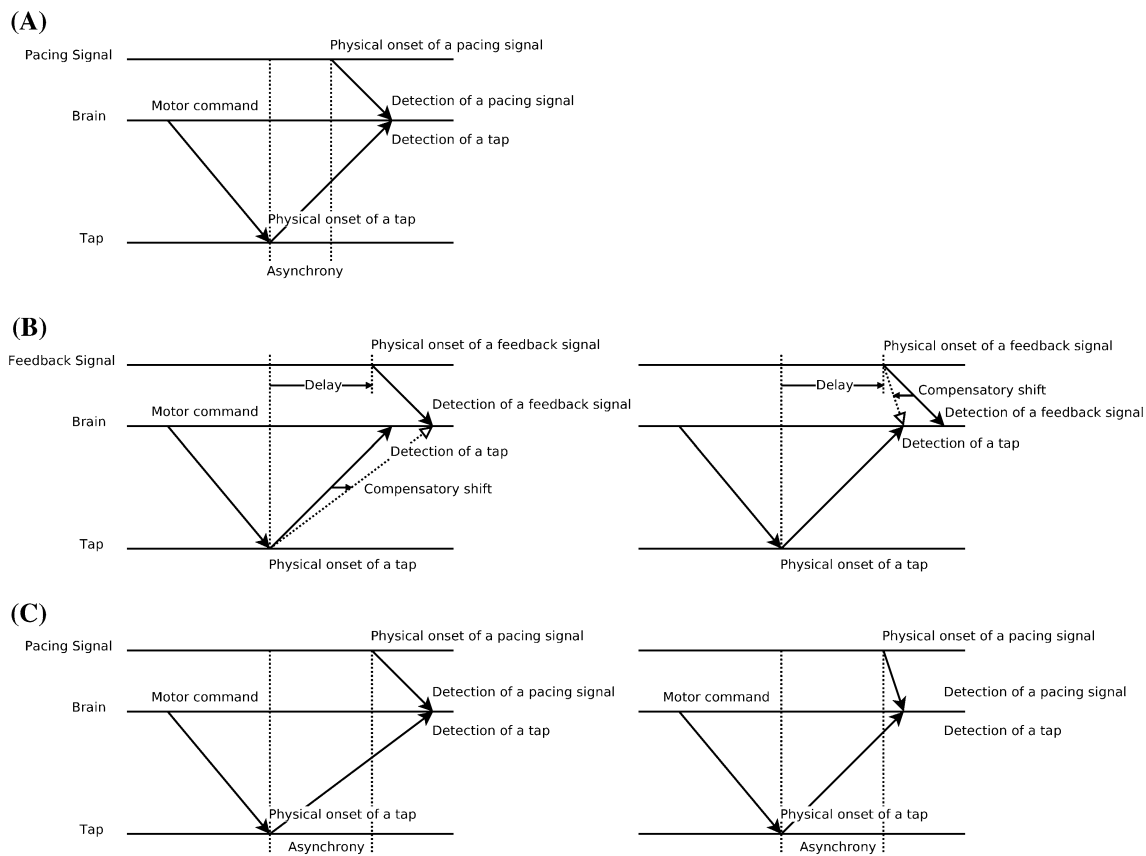 (A)
Physical onset of a pacing signal
Pacing Signal
Motor command
Detection of a pacing signal
Brain
Detection of a tap
Physical onset of a tap
Tap
Asynchrony
(B)
Physical onset of a feedback signal
Physical onset of a feedback signal
Feedback Signal
Delay
Delay
Compensatory shift
Motor command
Detection of a feedback signal
Detection of a feedback signal
Brain
Detection of a tap
Detection of a tap
Compensatory shift
Tap
Physical onset of a tap
Physical onset of a tap
(C)
Physical onset of a pacing signal
Physical onset of a pacing signal
Pacing Signal
Motor command
Detection of a pacing signal
Motor command
Detection of a pacing signal
Brain
Detection of a tap
Detection of a tap
Physical onset of a tap
Physical onset of a tap
Tap
Asynchrony
Asynchrony